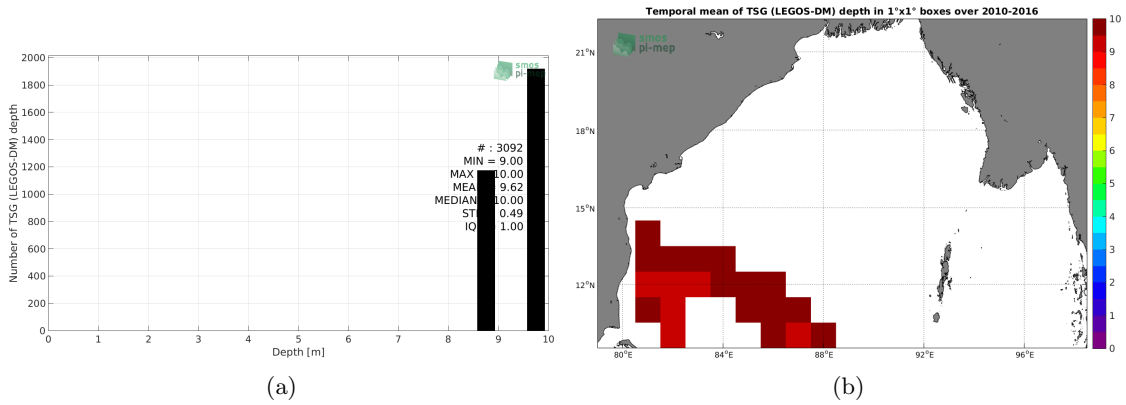 smos
pi-mep
2000
1800
1600
1400
1200
1000
800
600
400
200
0
Number of TSG (LEGOS-DM) depth
# : 3092
MIN = 9.00
MAX 10.00
MEA 9.62
MEDIAN 10.00
ST 0.49
IQ 1.00
0 1 2 3 4 5 6 7 8 9 10
Depth [m]
(a)
Temporal mean of TSG (LEGOS-DM) depth in 1°x1° boxes over 2010-2016
smos
pi-mep
21°N
18°N
15°N
12°N
80°E 84°E 88°E 92°E 96°E
10
9
8
7
6
5
4
3
2
1
0
(b)